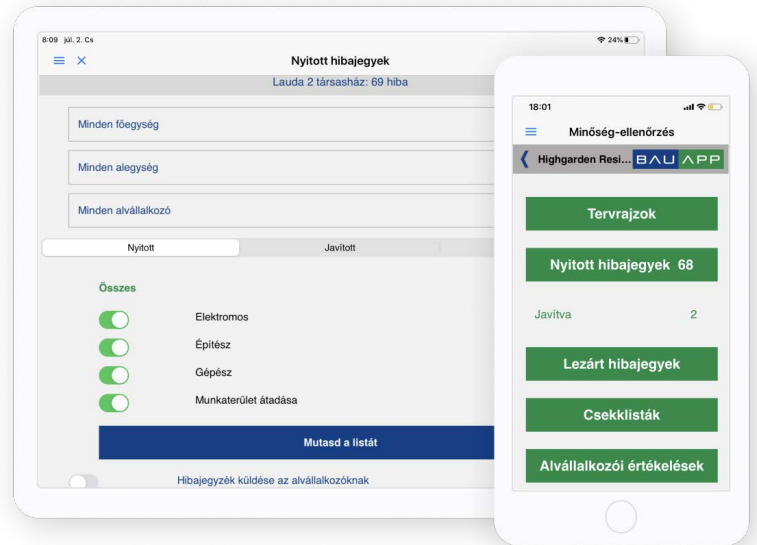 8:09 júl. 2. Cs
24%
Nyitott hibajegyek
Lauda 2 társasház: 69 hiba
Minden főegység
Minden alegység
Minden alvállalkozó
Nyitott
Javított
Összes
Elektromos
Építész
Gépész
Munkaterület átadása
Mutasd a listát
Hibajegyzék küldése az alvállalkozóknak
18:01
Minőség-ellenőrzés
Highgarden Resi... BAU APP
Tervrajzok
Nyitott hibajegyek 68
Javítva 2
Lezárt hibajegyek
Csekklisták
Alvállalkozói értékelések